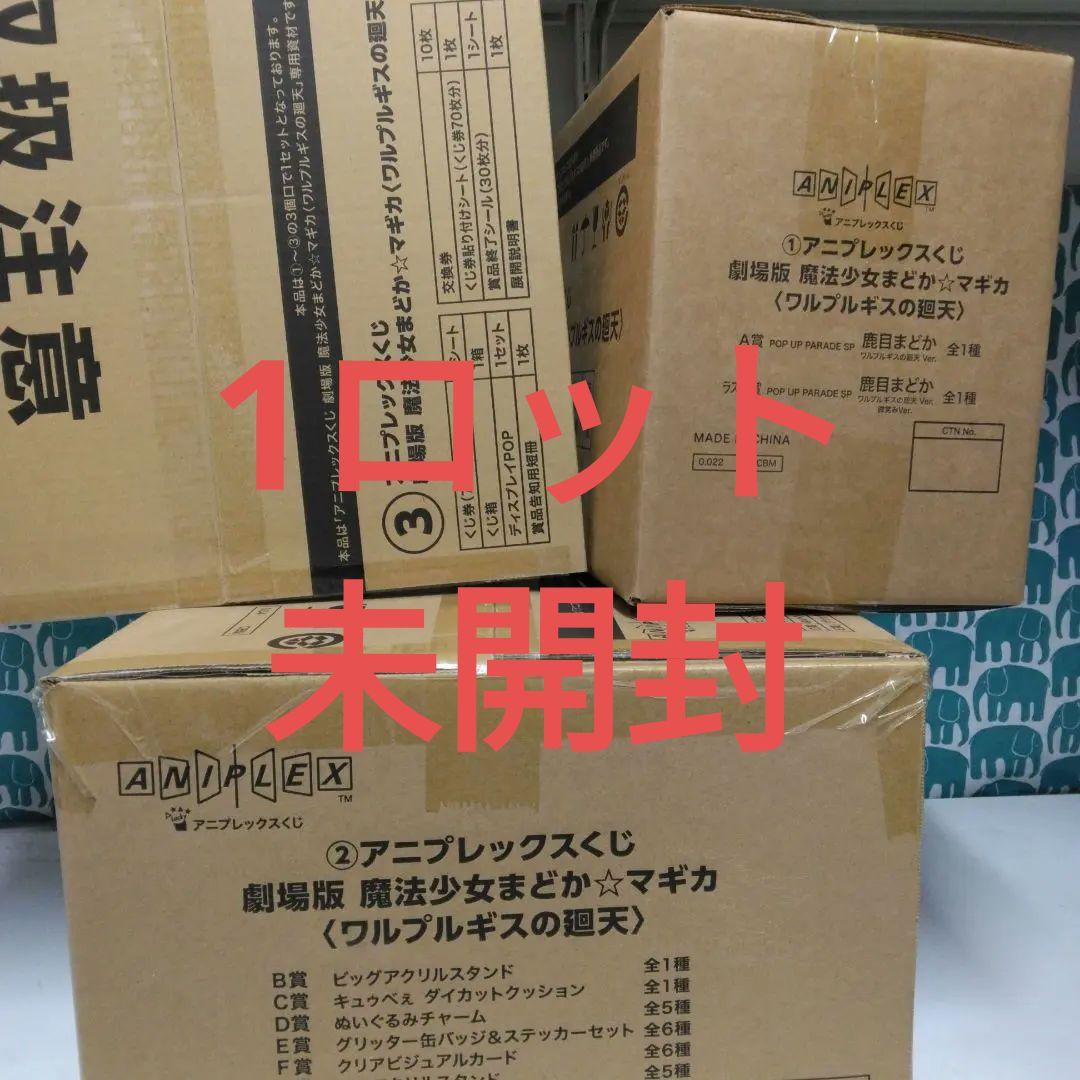 取扱注意
本品は①〜③の3個口で1セットとなっております。
本品は「アニプレックスくじ 劇場版 魔法少女まどか☆マギカ〈ワルプルギスの廻天〉」専用資材です
③
アニプレックスくじ
劇場版 魔法少女まどか☆マギカ〈ワルプルギスの廻天
くじ箱
ディスプレイPOP 1セット
賞品告知用短冊 1枚
交換券 10枚
くじ券貼り付けシート(くじ券70枚分) 1枚
賞品終了シール(30枚分) 1シート
展開説明書 1枚
ANIPLEX
アニプレックスくじ
①アニプレックスくじ
劇場版 魔法少女まどか☆マギカ
〈ワルプルギスの廻天〉
A賞 POP UP PARADE SP 鹿目まどか 全1種
ワルプルギスの廻天 Ver.
POP UP PARADE SP 鹿目まどか 全1種
ワルプルギスの廻天 Ver.
微笑みVer.
CTN No.
MADE CHINA
0.022 CBM
1ロット
未開封
ANIPLEX™
Plucky
アニプレックスくじ
②アニプレックスくじ
劇場版 魔法少女まどか☆マギカ
〈ワルプルギスの廻天〉
B賞 ビッグアクリルスタンド 全1種
C賞 キュゥべぇ ダイカットクッション 全1種
D賞 ぬいぐるみチャーム 全5種
E賞 グリッター缶バッジ&ステッカーセット 全6種
F賞 クリアビジュアルカード 全6種
全5種